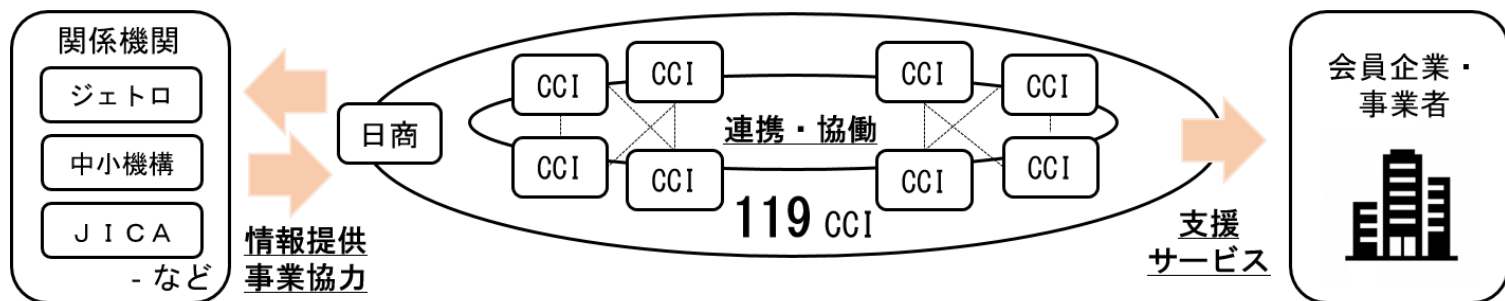 関係機関
ジェトロ
中小機構
ＪＩＣＡ
- など
情報提供
事業協力
日商
CCI
CCI
CCI
CCI
連携・協働
CCI
CCI
CCI
CCI
119 CCI
支援
サービス
会員企業・
事業者